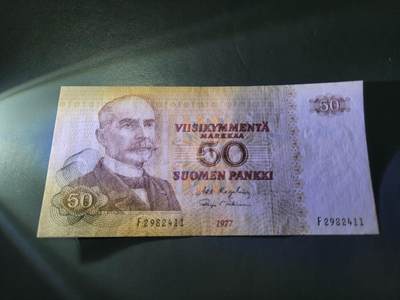 50
VIISIKYMMENTÄ
MARKKAA
50
SUOMEN PANKKI
50
F2982411
1977
F2982411